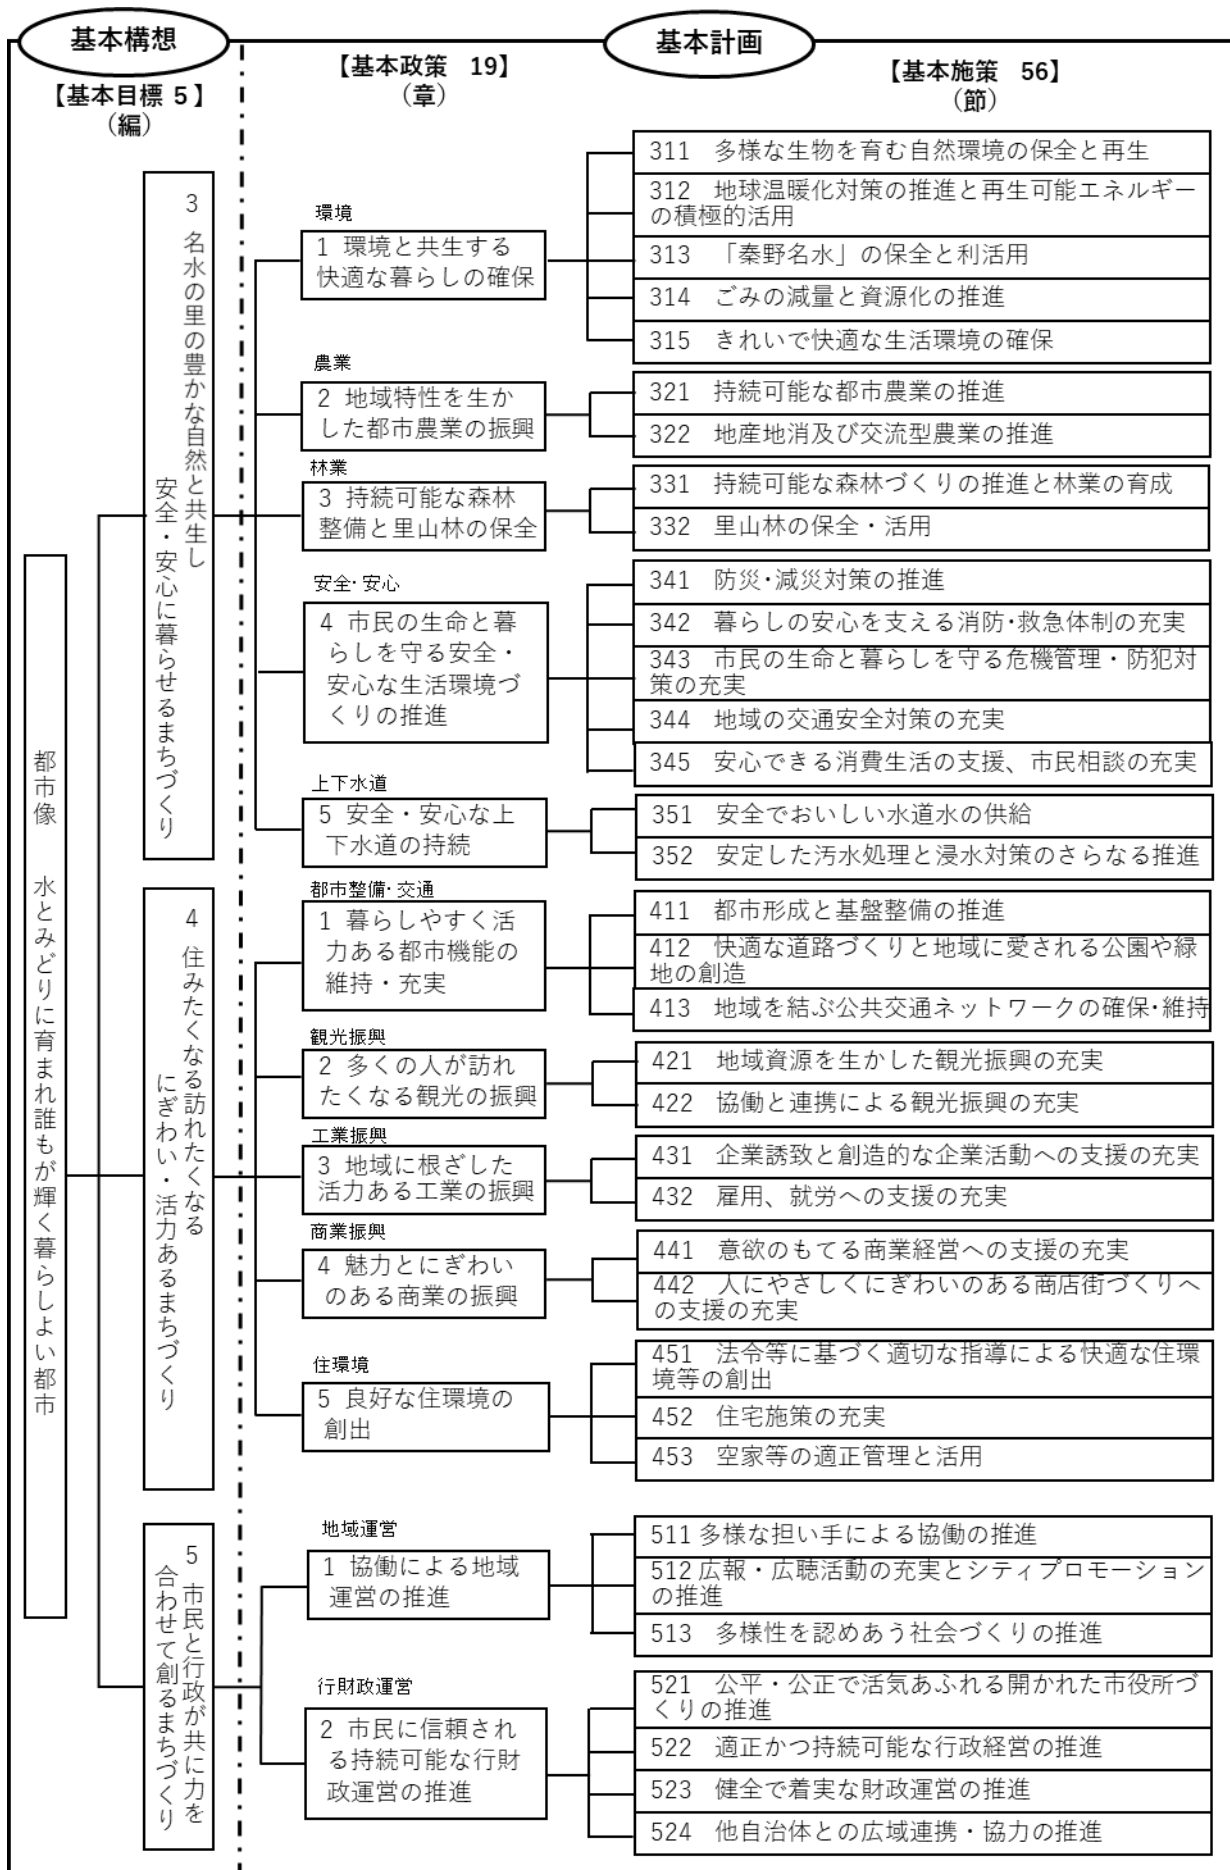 基本構想
基本計画
【基本目標 5】
(編)
【基本政策 19】
(章)
【基本施策 56】
(節)
都市像 水とみどりに育まれ誰もが輝く暮らしよい都市
3 名水の里の豊かな自然と共生し
安全・安心に暮らせるまちづくり
環境
1 環境と共生する
快適な暮らしの確保
311 多様な生物を育む自然環境の保全と再生
312 地球温暖化対策の推進と再生可能エネルギー
の積極的活用
313 「秦野名水」の保全と利活用
314 ごみの減量と資源化の推進
315 きれいで快適な生活環境の確保
農業
2 地域特性を生か
した都市農業の振興
321 持続可能な都市農業の推進
322 地産地消及び交流型農業の推進
林業
3 持続可能な森林
整備と里山林の保全
331 持続可能な森林づくりの推進と林業の育成
332 里山林の保全・活用
安全・安心
4 市民の生命と暮
らしを守る安全・
安心な生活環境づ
くりの推進
341 防災・減災対策の推進
342 暮らしの安心を支える消防・救急体制の充実
343 市民の生命と暮らしを守る危機管理・防犯対
策の充実
344 地域の交通安全対策の充実
345 安心できる消費生活の支援、市民相談の充実
上下水道
5 安全・安心な上
下水道の持続
351 安全でおいしい水道水の供給
352 安定した汚水処理と浸水対策のさらなる推進
4 住みたくなる訪れたくなる
にぎわい・活力あるまちづくり
都市整備・交通
1 暮らしやすく活
力ある都市機能の
維持・充実
411 都市形成と基盤整備の推進
412 快適な道路づくりと地域に愛される公園や緑
地の創造
413 地域を結ぶ公共交通ネットワークの確保・維持
観光振興
2 多くの人が訪れ
たくなる観光の振興
421 地域資源を生かした観光振興の充実
422 協働と連携による観光振興の充実
工業振興
3 地域に根ざした
活力ある工業の振興
431 企業誘致と創造的な企業活動への支援の充実
432 雇用、就労への支援の充実
商業振興
4 魅力とにぎわい
のある商業の振興
441 意欲のもてる商業経営への支援の充実
442 人にやさしくにぎわいのある商店街づくりへ
の支援の充実
住環境
5 良好な住環境の
創出
451 法令等に基づく適切な指導による快適な住環
境等の創出
452 住宅施策の充実
453 空家等の適正管理と活用
5 市民と行政が共に力を
合わせて創るまちづくり
地域運営
1 協働による地域
運営の推進
511 多様な担い手による協働の推進
512 広報・広聴活動の充実とシティプロモーション
の推進
513 多様性を認めあう社会づくりの推進
行財政運営
2 市民に信頼され
る持続可能な行財
政運営の推進
521 公平・公正で活気あふれる開かれた市役所づ
くりの推進
522 適正かつ持続可能な行政経営の推進
523 健全で着実な財政運営の推進
524 他自治体との広域連携・協力の推進